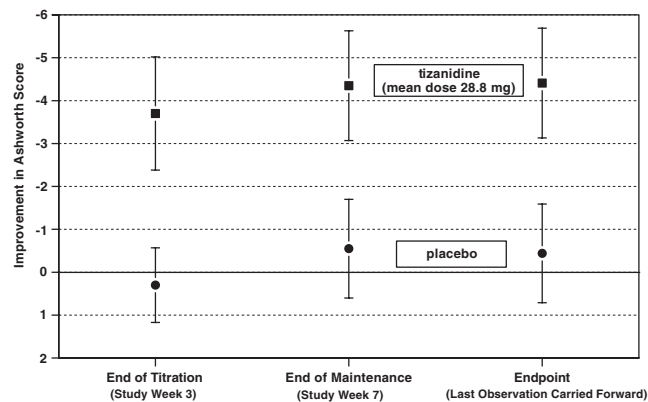 -6
-5
-4
-3
-2
-1
0
1
2
Improvement in Ashworth Score
tizanidine
(mean dose 28.8 mg)
placebo
End of Titration
(Study Week 3)
End of Maintenance
(Study Week 7)
Endpoint
(Last Observation Carried Forward)